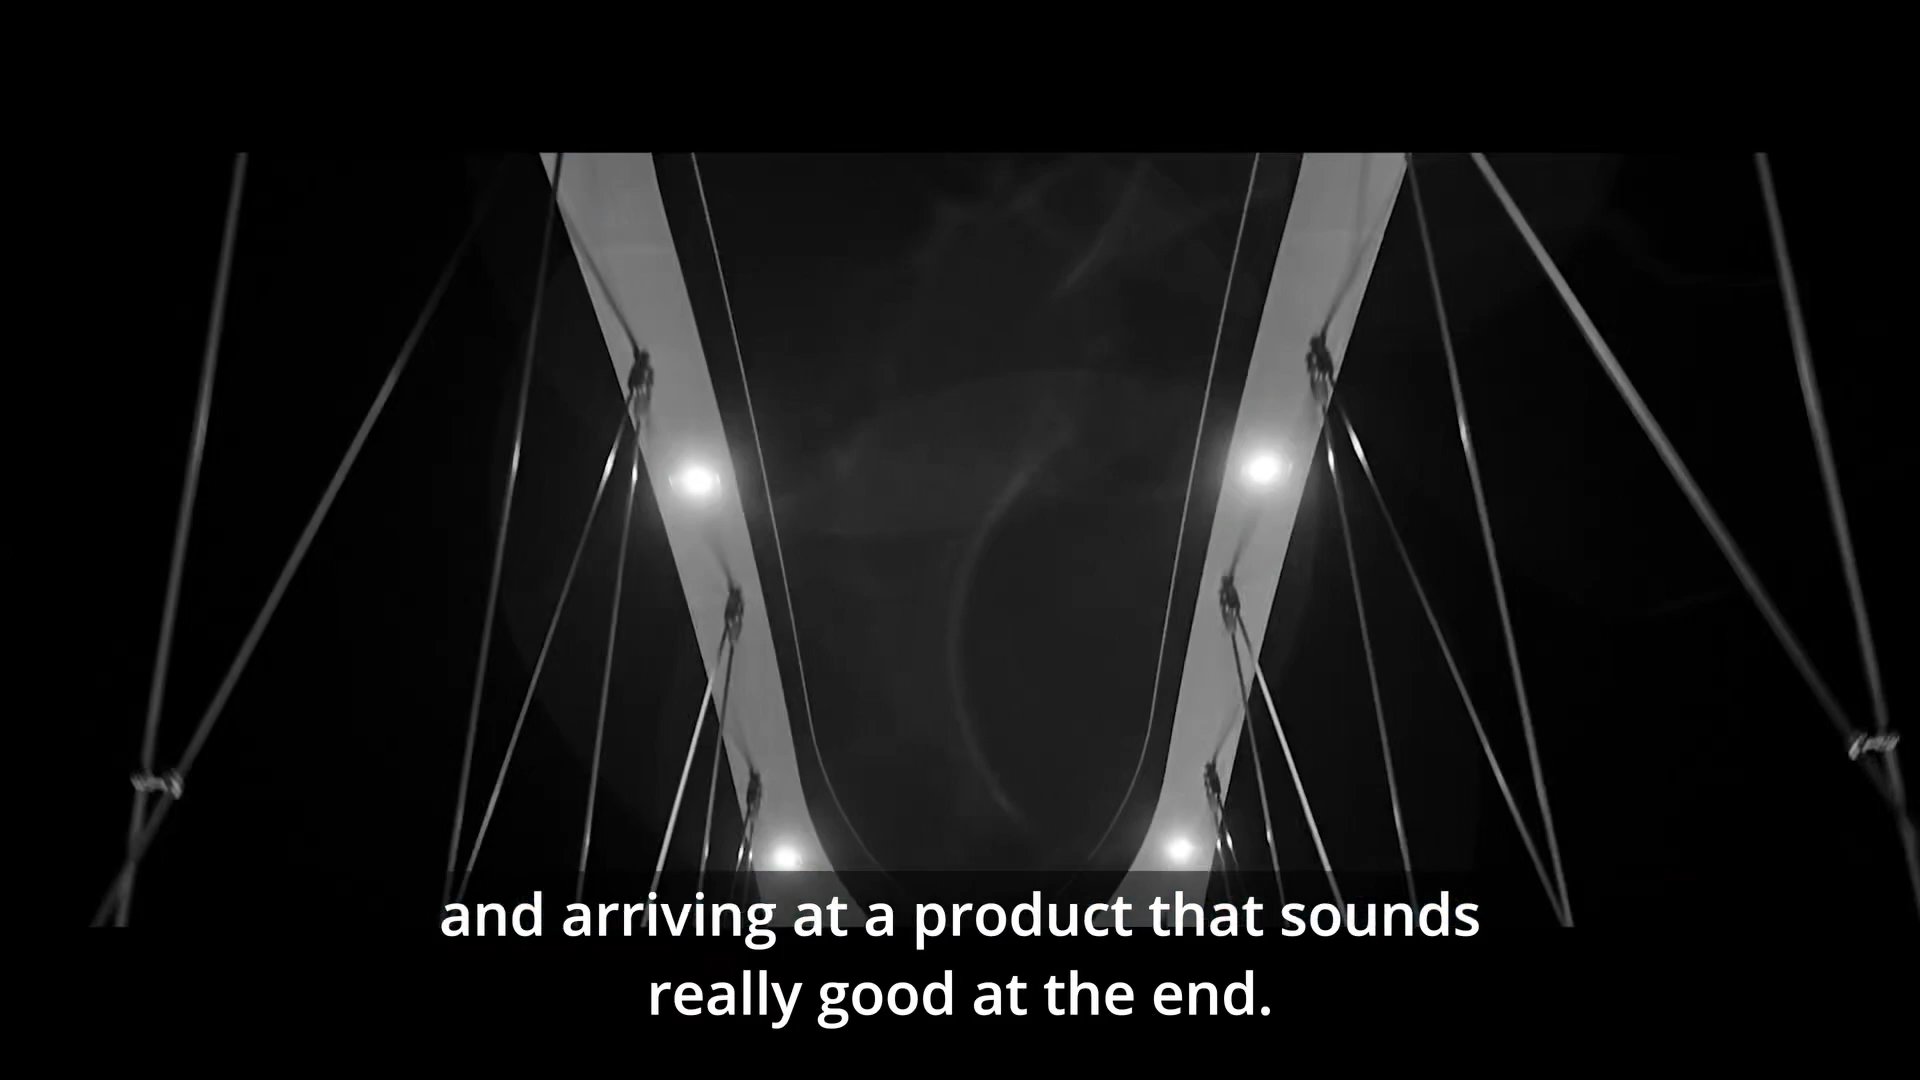 and arriving at a product that sounds
really good at the end.